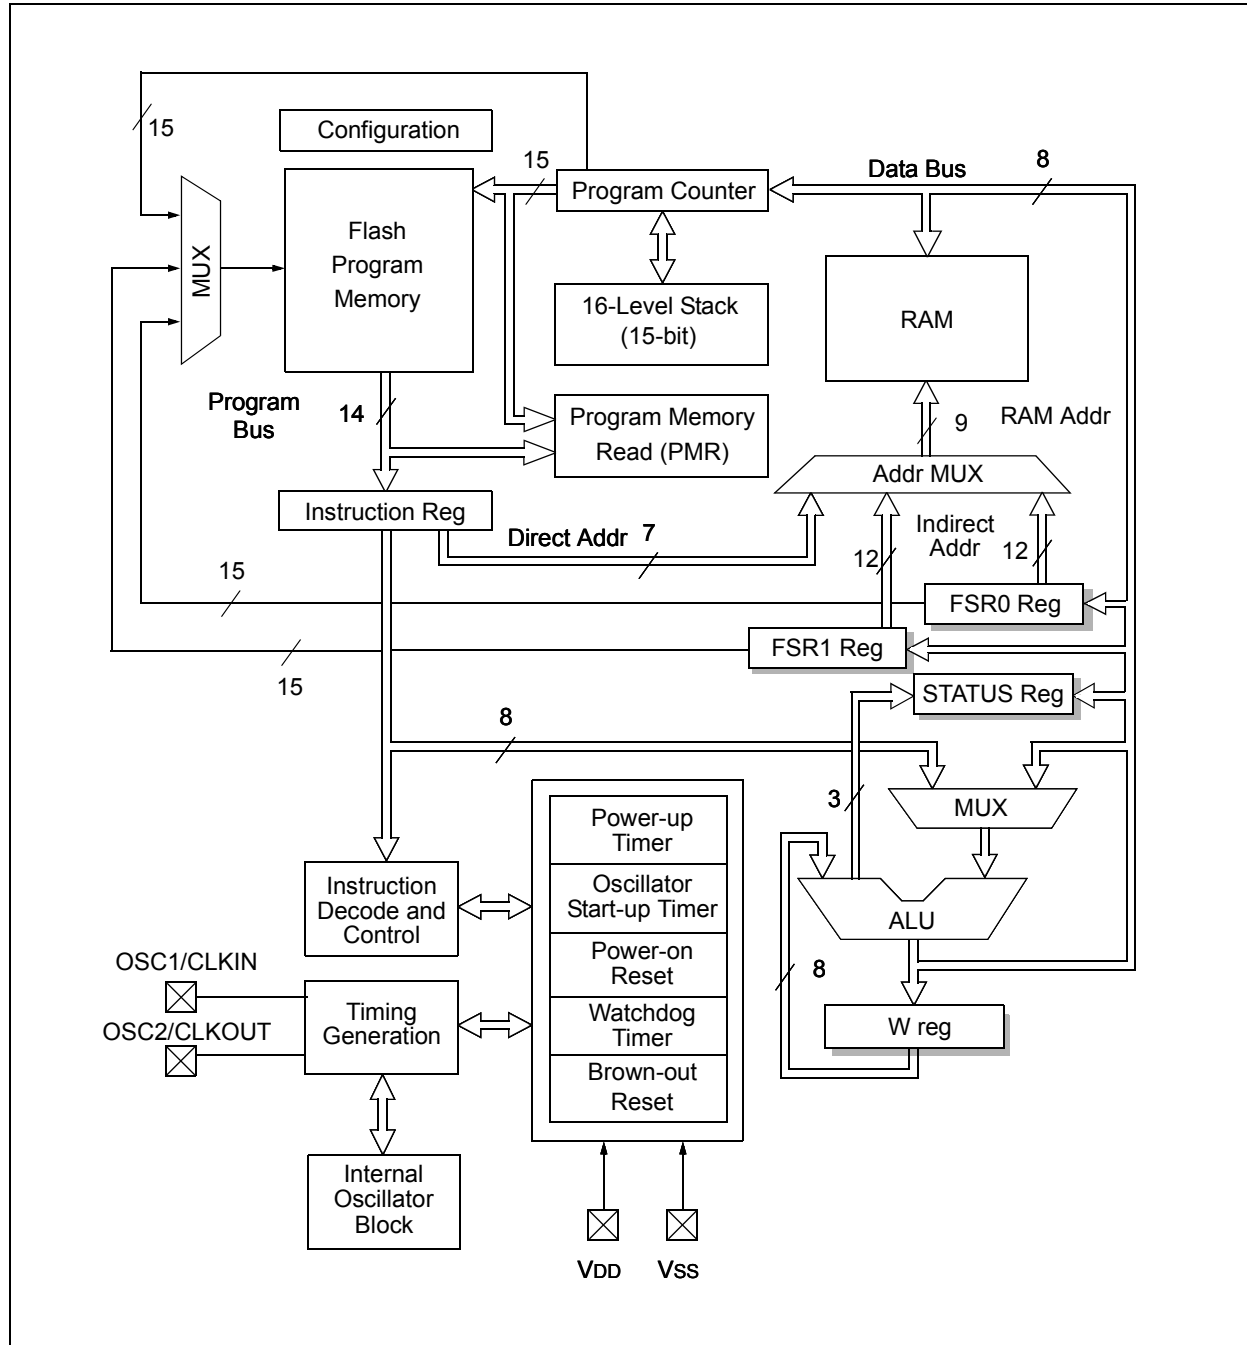 15
Configuration
15
Program Counter
Data Bus
8
MUX
Flash
Program
Memory
16-Level Stack
(15-bit)
RAM
Program
Bus
14
Program Memory
Read (PMR)
9
RAM Addr
Addr MUX
Instruction Reg
Direct Addr
7
Indirect
Addr
12
12
15
FSR0 Reg
FSR1 Reg
15
STATUS Reg
8
3
MUX
Power-up
Timer
Oscillator
Start-up Timer
Power-on
Reset
Watchdog
Timer
Brown-out
Reset
Instruction
Decode and
Control
ALU
8
W reg
OSC1/CLKIN
OSC2/CLKOUT
Timing
Generation
Internal
Oscillator
Block
VDD
VSS